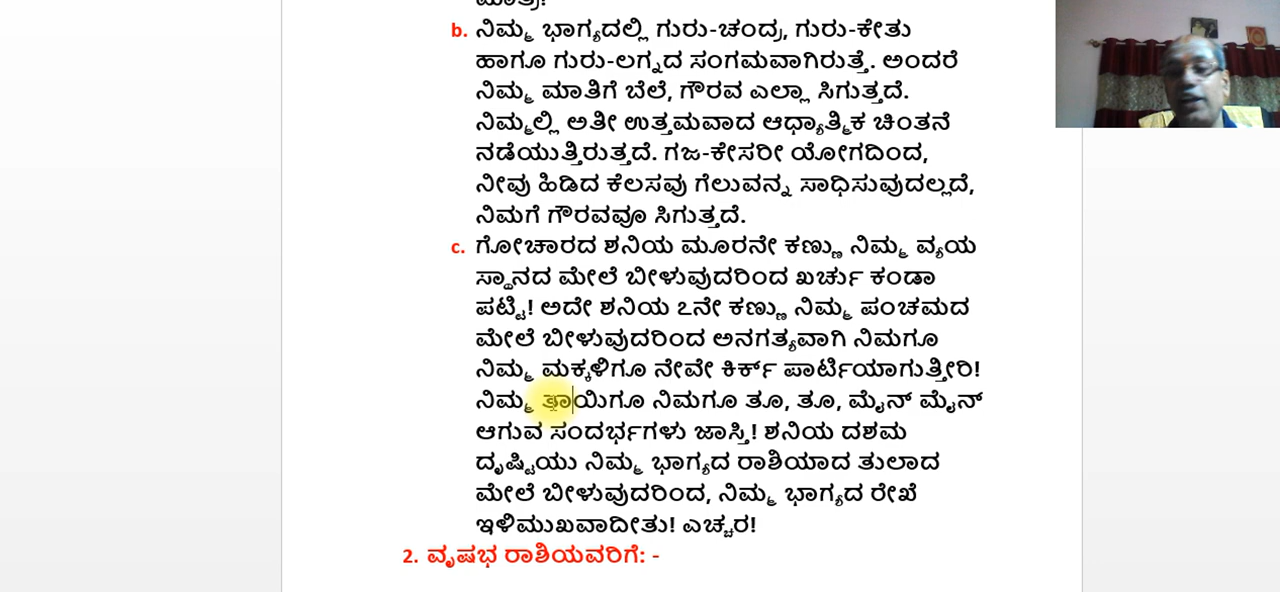 b. ನಿಮ್ಮ ಭಾಗ್ಯದಲ್ಲಿ ಗುರು-ಚಂದ್ರ, ಗುರು-ಕೇತು
ಹಾಗೂ ಗುರು-ಲಗ್ನದ ಸಂಗಮವಾಗಿರುತ್ತೆ. ಅಂದರೆ
ನಿಮ್ಮ ಮಾತಿಗೆ ಬೆಲೆ, ಗೌರವ ಎಲ್ಲಾ ಸಿಗುತ್ತದೆ.
ನಿಮ್ಮಲ್ಲಿ ಅತೀ ಉತ್ತಮವಾದ ಆಧ್ಯಾತ್ಮಿಕ ಚಿಂತನೆ
ನಡೆಯುತ್ತಿರುತ್ತದೆ. ಗಜ-ಕೇಸರೀ ಯೋಗದಿಂದ,
ನೀವು ಹಿಡಿದ ಕೆಲಸವು ಗೆಲುವನ್ನು ಸಾಧಿಸುವುದಲ್ಲದೆ,
ನಿಮಗೆ ಗೌರವವೂ ಸಿಗುತ್ತದೆ.
c. ಗೋಚಾರದ ಶನಿಯ ಮೂರನೇ ಕಣ್ಣು ನಿಮ್ಮ ವ್ಯಯ
ಸ್ಥಾನದ ಮೇಲೆ ಬೀಳುವುದರಿಂದ ಖರ್ಚು ಕಂಡಾ
ಪಟ್ಟಿ! ಅದೇ ಶನಿಯ ೭ನೇ ಕಣ್ಣು ನಿಮ್ಮ ಪಂಚಮದ
ಮೇಲೆ ಬೀಳುವುದರಿಂದ ಅನಗತ್ಯವಾಗಿ ನಿಮಗೂ
ನಿಮ್ಮ ಮಕ್ಕಳಿಗೂ ನೇವೇ ಕಿರ್ಕ್ ಪಾರ್ಟಿಯಾಗುತ್ತೀರಿ!
ನಿಮ್ಮ ತಾಯಿಗೂ ನಿಮಗೂ ತೂ, ತೂ, ಮೈನ್ ಮೈನ್
ಆಗುವ ಸಂದರ್ಭಗಳು ಜಾಸ್ತಿ! ಶನಿಯ ದಶಮ
ದೃಷ್ಟಿಯು ನಿಮ್ಮ ಭಾಗ್ಯದ ರಾಶಿಯಾದ ತುಲಾದ
ಮೇಲೆ ಬೀಳುವುದರಿಂದ, ನಿಮ್ಮ ಭಾಗ್ಯದ ರೇಖೆ
ಇಳಿಮುಖವಾದೀತು! ಎಚ್ಚರ!
2. ವೃಷಭ ರಾಶಿಯವರಿಗೆ: -